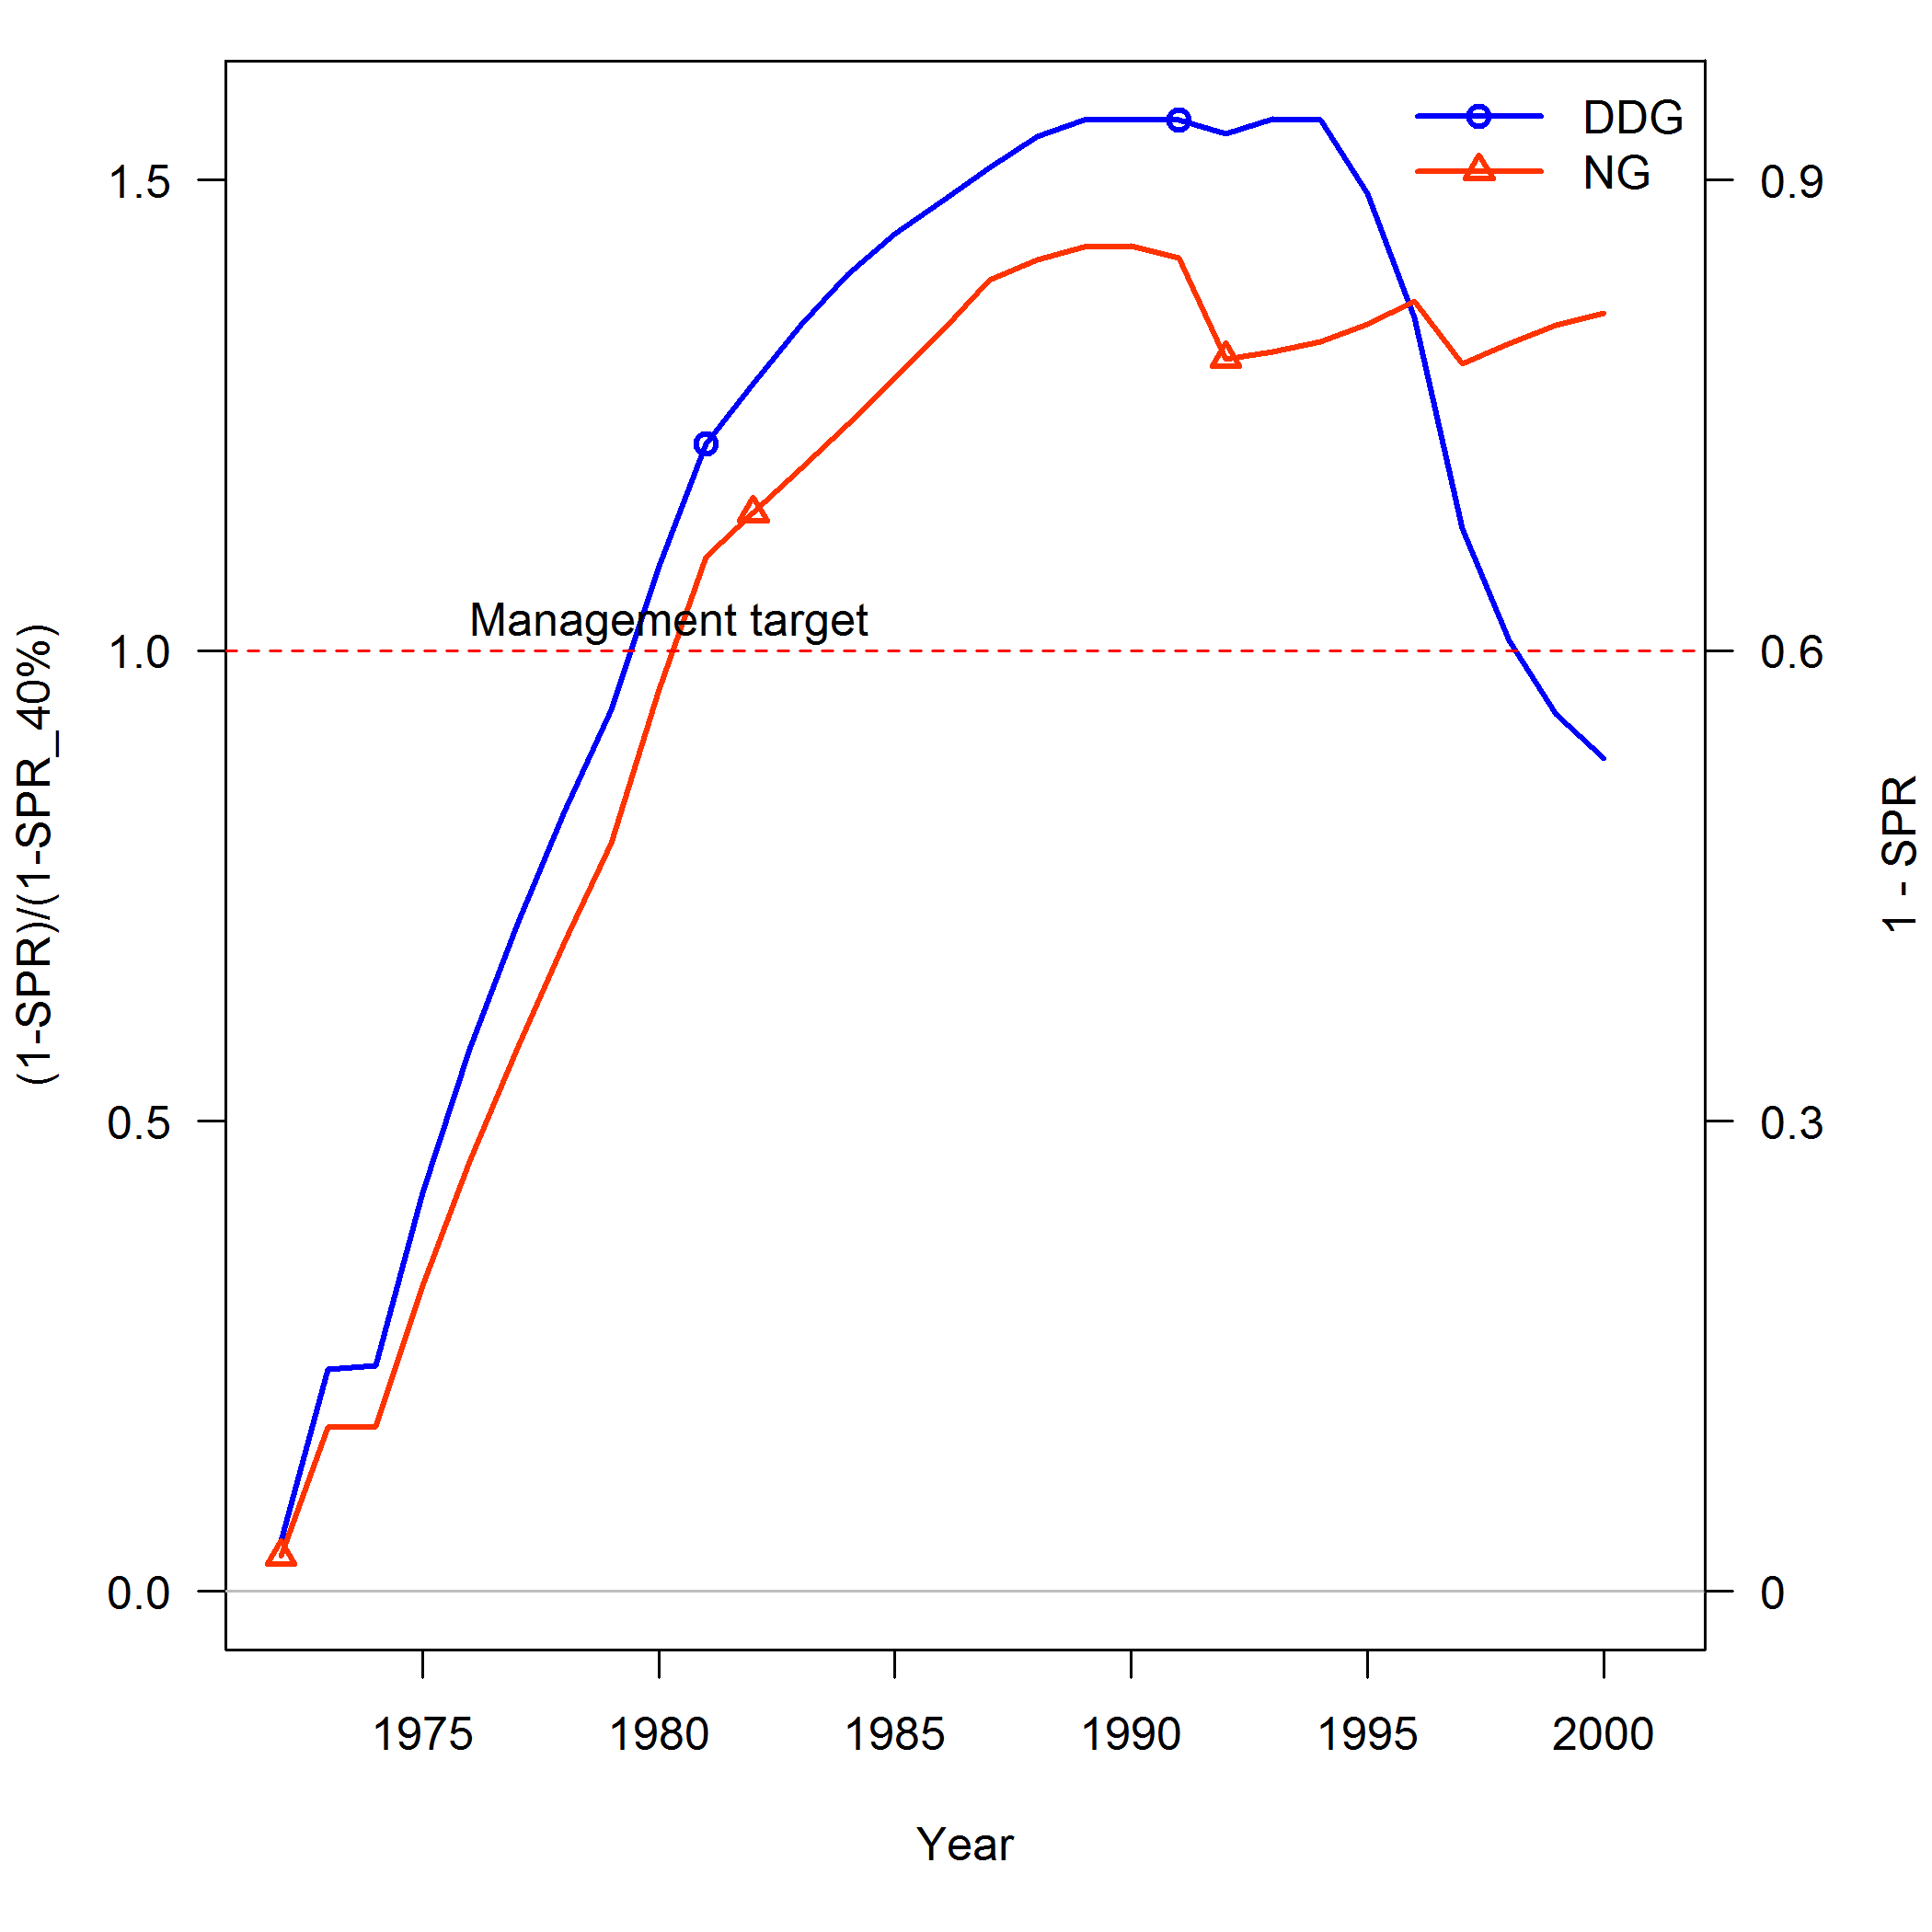 DDG
NG
1.5
1.0
0.5
0.0
(1-SPR)/(1-SPR_40%)
Management target
0.9
0.6
0.3
0
1 - SPR
1975
1980
1985
1990
1995
2000
Year